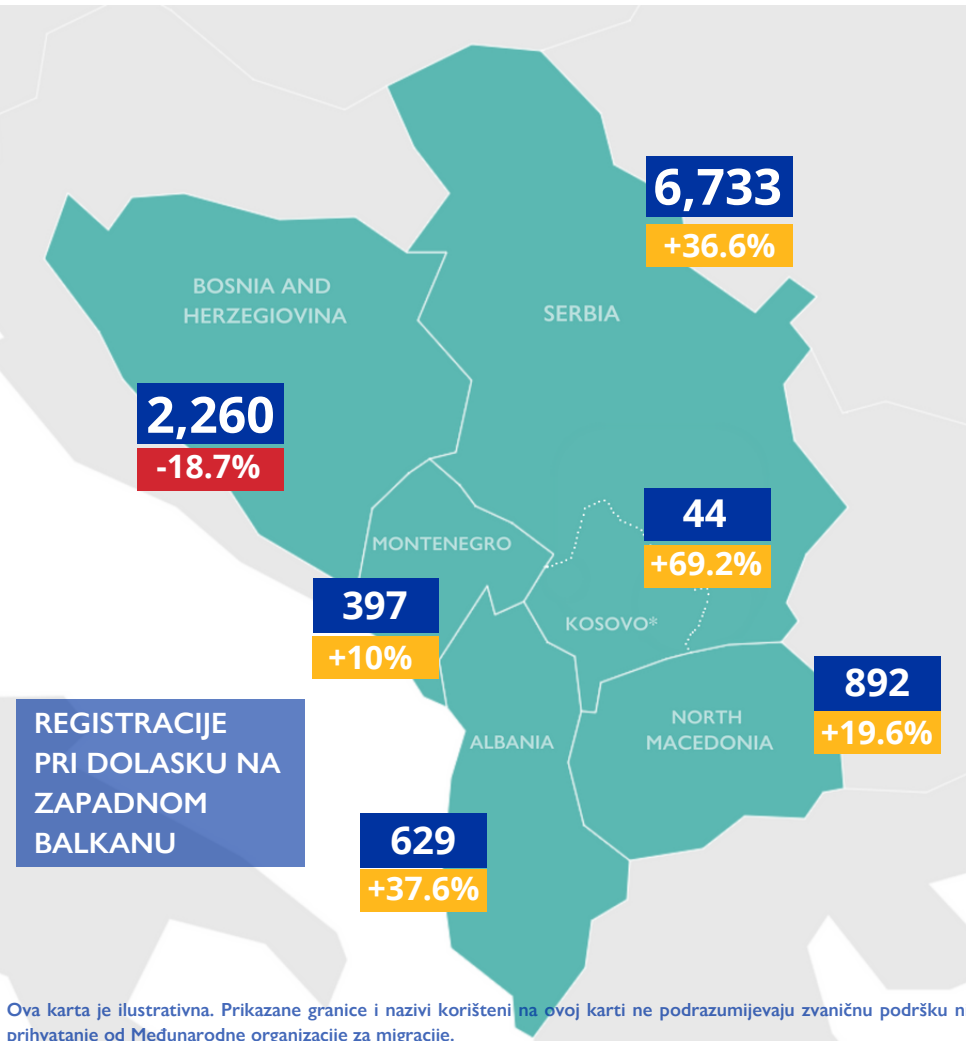 6,733
+36.6%
BOSNIA AND
HERZEGIOVINA
SERBIA
2,260
-18.7%
44
+69.2%
MONTENEGRO
397
+10%
KOSOVO*
892
+19.6%
NORTH
MACEDONIA
ALBANIA
REGISTRACIJE
PRI DOLASKU NA
ZAPADNOM
BALKANU
629
+37.6%
Ova karta je ilustrativna. Prikazane granice i nazivi korišteni na ovoj karti ne podrazumijevaju zvaničnu podršku
prihvatanje od Međunarodne organizacije za migracije.